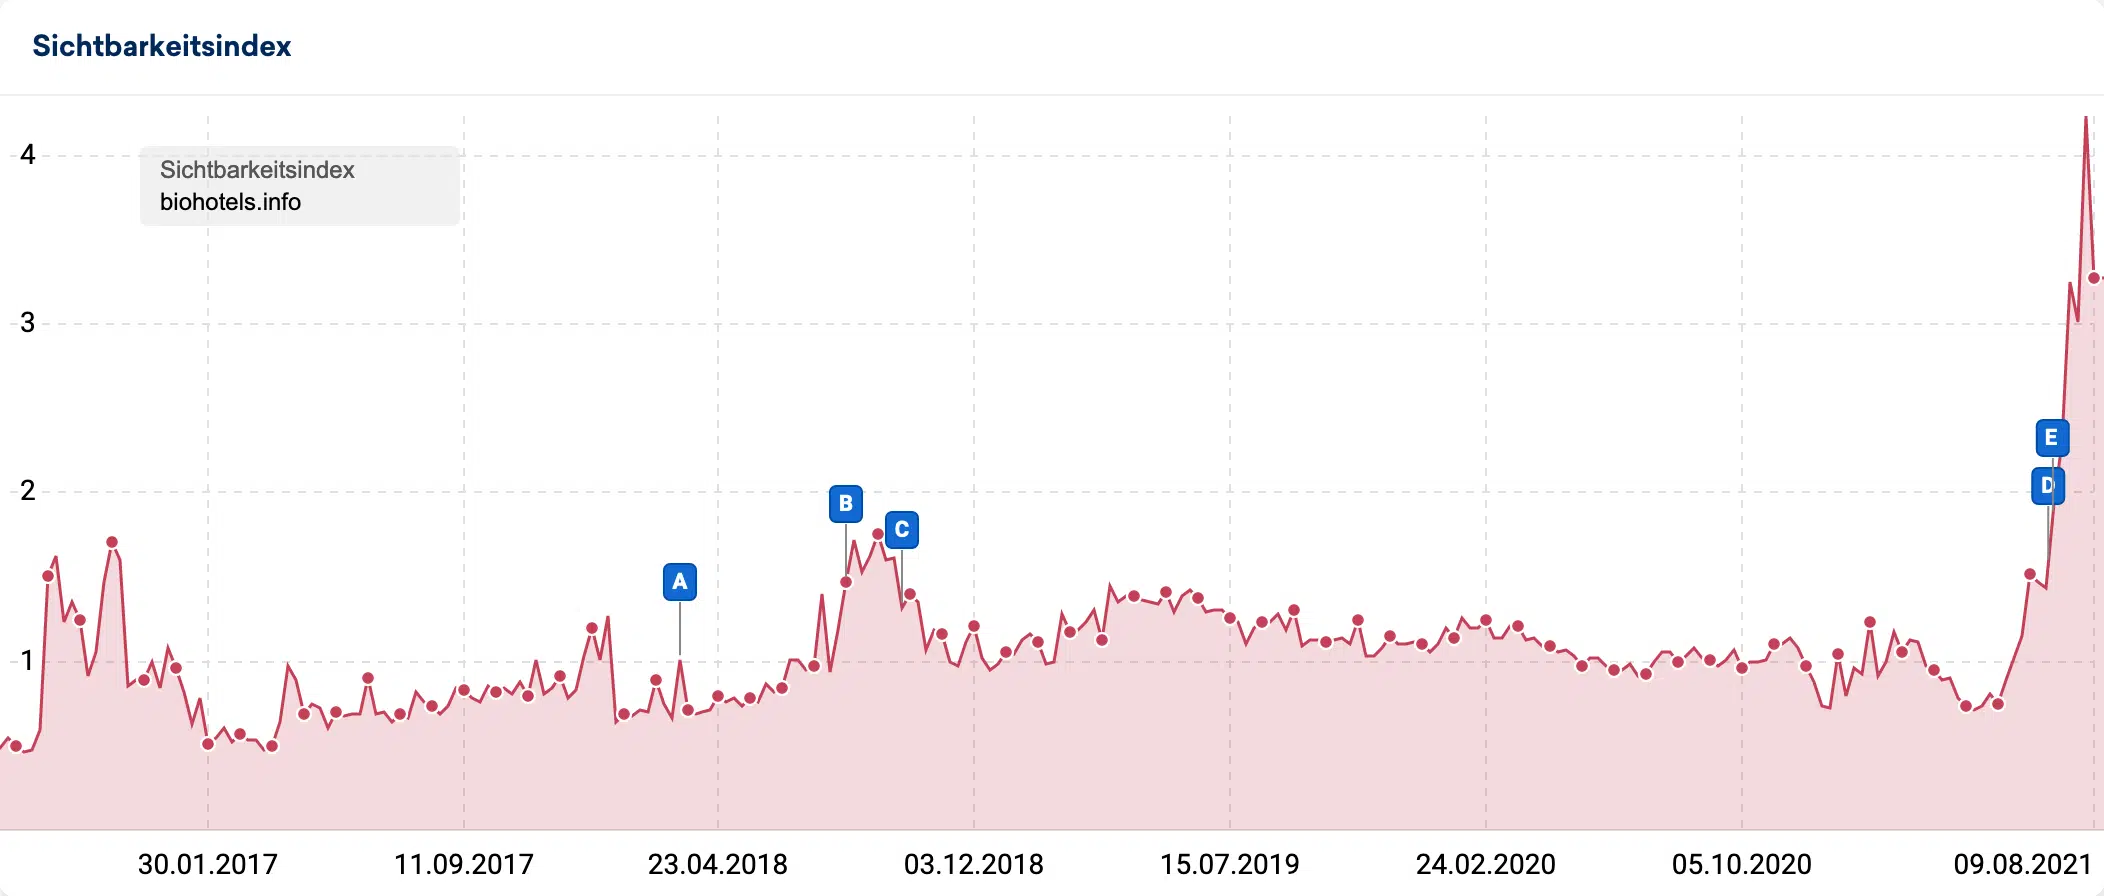 Sichtbarkeitsindex
4
Sichtbarkeitsindex
biohotels.info
3
2
1
A
B
C
E
D
30.01.2017
11.09.2017
23.04.2018
03.12.2018
15.07.2019
24.02.2020
05.10.2020
09.08.2021